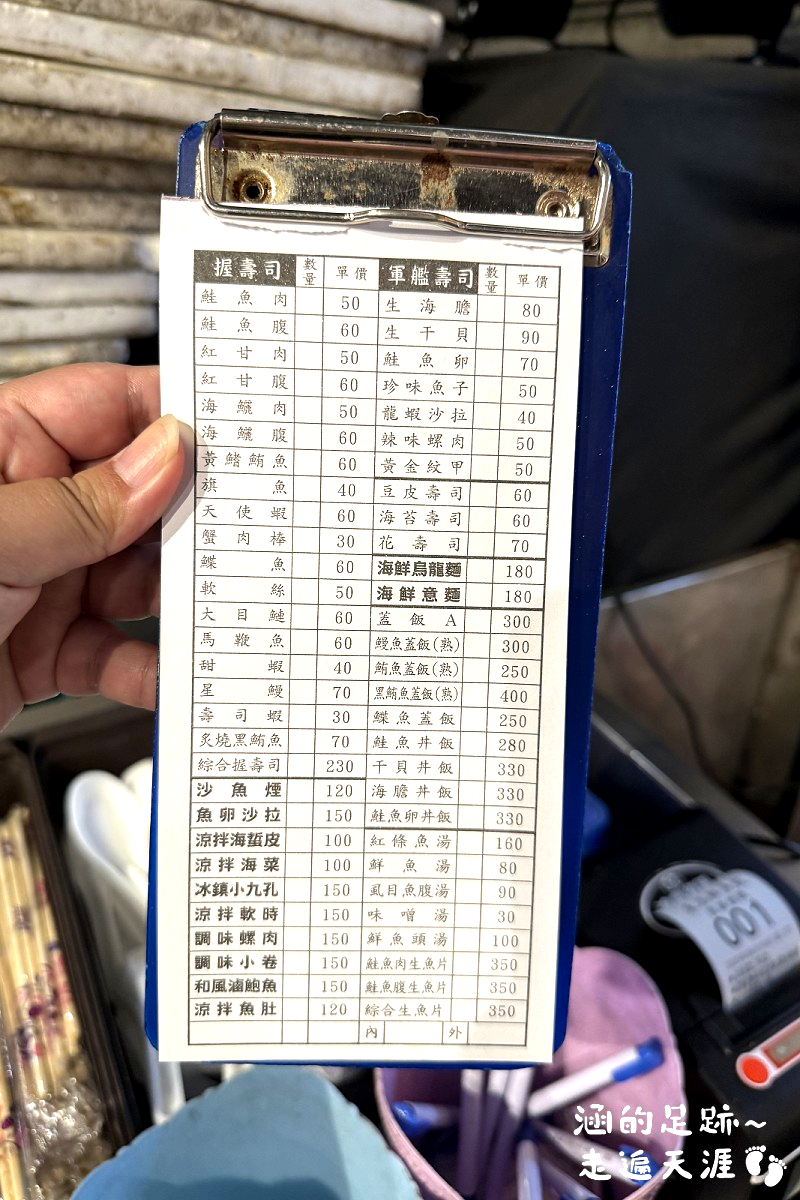 握壽司 數量 單價 軍艦壽司 數量 單價
鮭魚肉 50 生海膽 80
鮭魚腹 60 生干貝 90
紅甘肉 50 鮭魚卵 70
紅甘腹 60 珍味魚子 50
海鱺肉 50 龍蝦沙拉 40
海鱺腹 60 辣味螺肉 50
黃鰭鮪魚 60 黃金紋甲 50
旗魚 40 豆皮壽司 60
天使蝦 60 海苔壽司 60
蟹肉棒 30 花壽司 70
鰈魚 60 海鮮烏龍麵 180
軟絲 50 海鮮意麵 180
大目鰱 60 蓋飯A 300
馬鞭魚 60 鰻魚蓋飯(熟) 300
甜蝦 40 鮪魚蓋飯(熟) 250
星鰻 70 黑鮪魚蓋飯(熟) 400
壽司蝦 30 鰈魚蓋飯 250
炙燒黑鮪魚 70 鮭魚丼飯 280
綜合握壽司 230 干貝丼飯 330
沙魚煙 120 海膽丼飯 330
魚卵沙拉 150 鮭魚卵丼飯 330
涼拌海蜇皮 100 紅條魚湯 160
涼拌海菜 100 鮮魚湯 80
冰鎮小九孔 150 虱目魚腹湯 90
涼拌軟時 150 味噌湯 30
調味螺肉 150 鮮魚頭湯 100
調味小卷 150 鮭魚肉生魚片 350
和風滷鮑魚 150 鮭魚腹生魚片 350
涼拌魚肚 120 綜合生魚片 350
內 外
001
涵的足跡~
走遍天涯